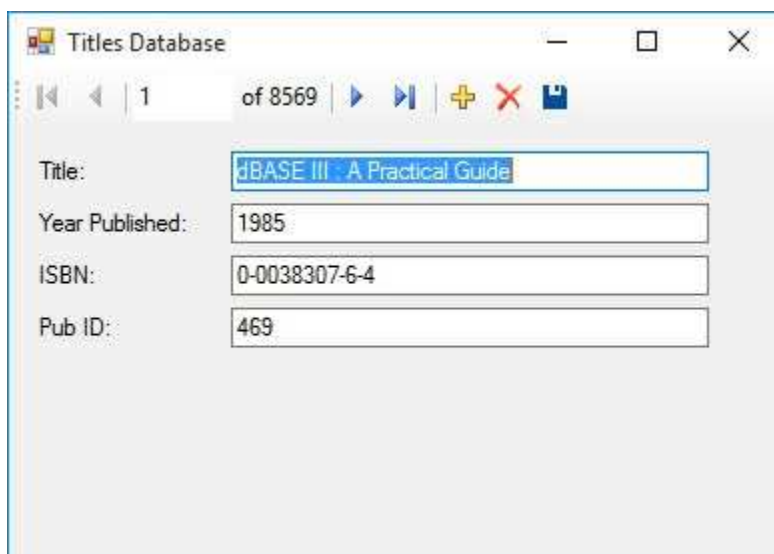 Titles Database
1 of 8569
Title: dBASE III : A Practical Guide
Year Published: 1985
ISBN: 0-0038307-6-4
Pub ID: 469